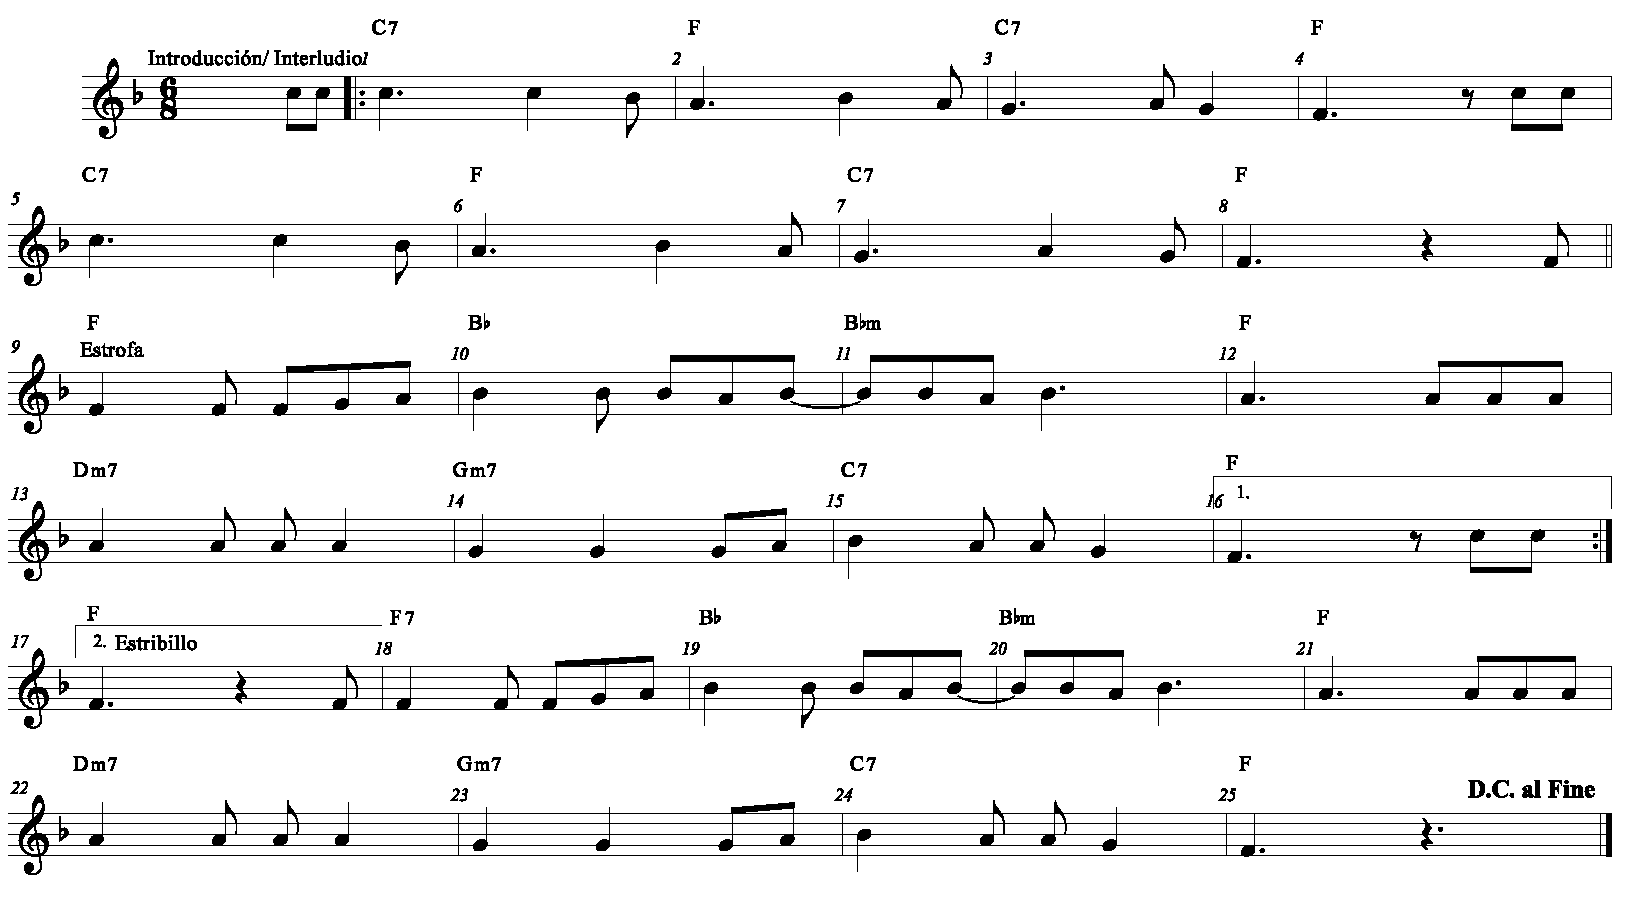 C7 F C7 F
Introducción/ Interludio 1 2 3 4
6
8
C7 F C7 F
5 6 7 8
F B♭ B♭m F
9 Estrofa 10 11 12
Dm7 Gm7 C7 F
13 14 15 16 1.
F F7 B♭ B♭m F
17 2. Estribillo 18 19 20 21
Dm7 Gm7 C7 F
22 23 24 25 D.C. al Fine